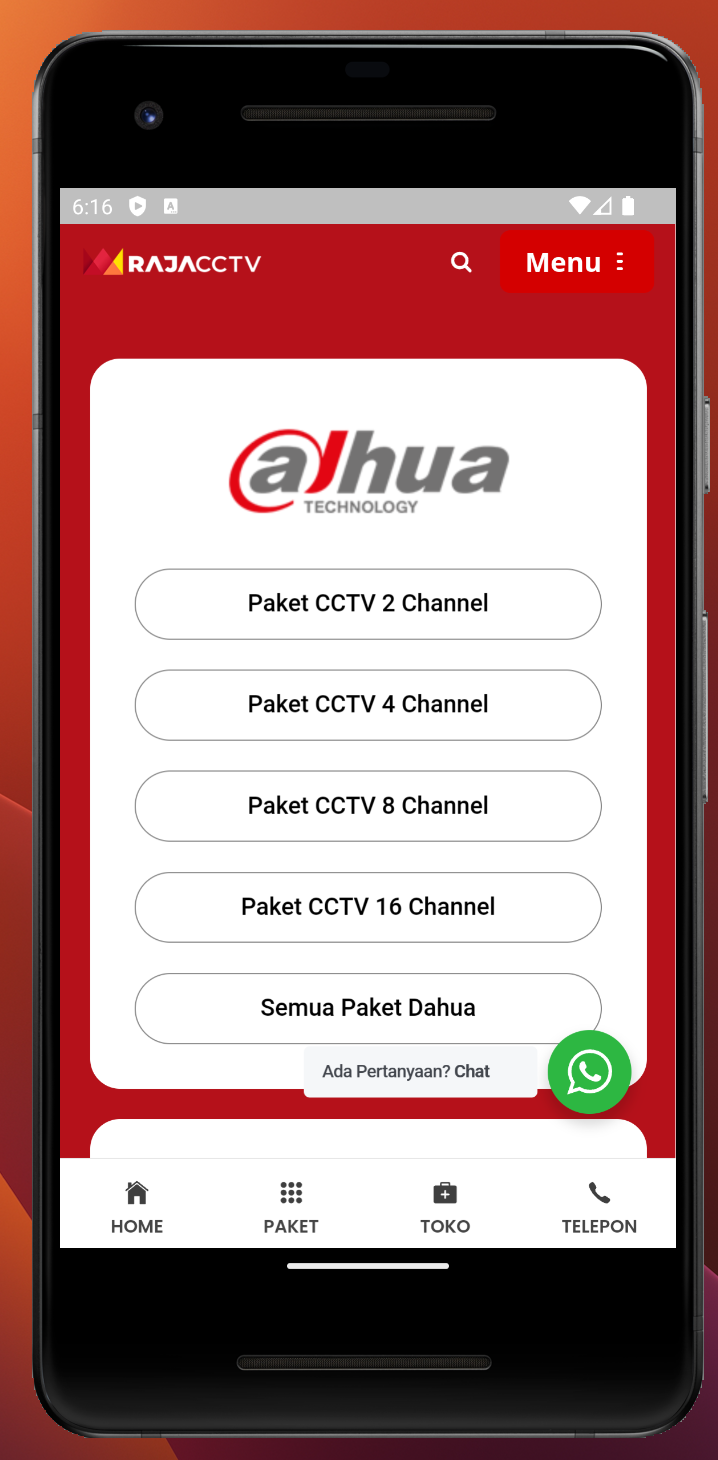 6:16
RAJACCTV
Menu
alhua
TECHNOLOGY
Paket CCTV 2 Channel
Paket CCTV 4 Channel
Paket CCTV 8 Channel
Paket CCTV 16 Channel
Semua Paket Dahua
Ada Pertanyaan? Chat
HOME
PAKET
TOKO
TELEPON